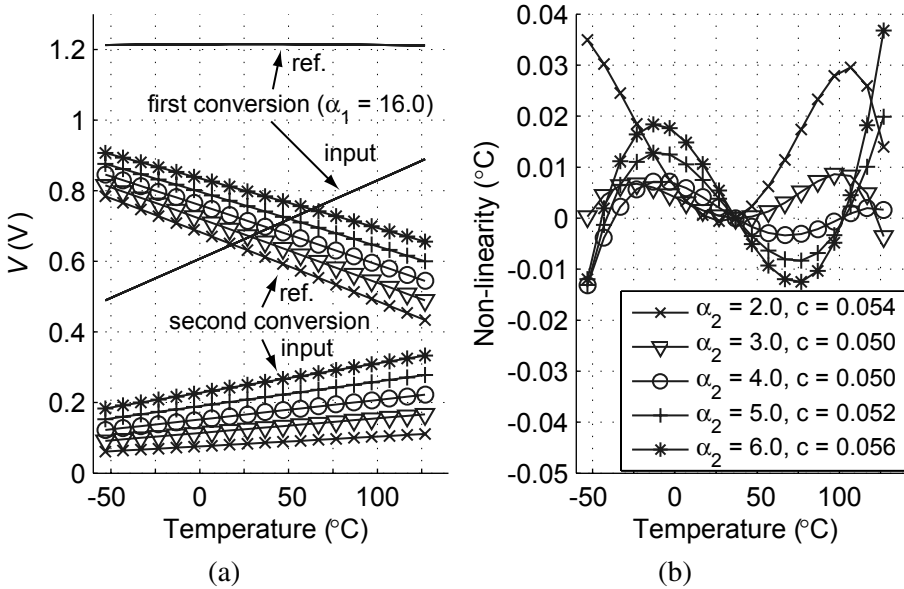 1.2
1
0.8
0.6
0.4
0.2
0
V (V)
-50
0
50
100
Temperature (°C)
ref.
first conversion (α₁ = 16.0)
input
ref.
second conversion
input
(a)
0.05
0.04
0.03
0.02
0.01
0
-0.01
-0.02
-0.03
-0.04
-0.05
Non-linearity (°C)
-50
0
50
100
Temperature (°C)
α₂ = 2.0, c = 0.054
α₂ = 3.0, c = 0.050
α₂ = 4.0, c = 0.050
α₂ = 5.0, c = 0.052
α₂ = 6.0, c = 0.056
(b)